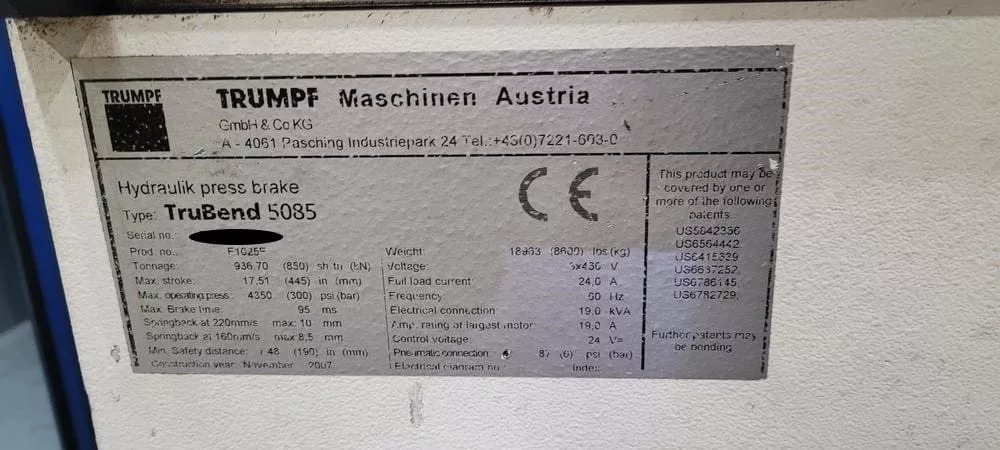 TRUMPF
TRUMPF Maschinen Austria
GmbH & Co KG
A - 4061 Pasching Industriepark 24 Tel.:+43(0)7221-603-0
Hydraulik press brake
Type: TruBend 5085
Serial no.:
Prod. no.:
Tonnage: 936,70 (850) sh tn (kN)
Max. stroke: 17,51 (445) in (mm)
Max. operating press: 4350 (300) psi (bar)
Max. Brake time: 95 ms
Springback at 220mm/s max: 10 mm
Springback at 160mm/s max 8,5 mm
Min. Safety distance: 7,48 (190) in (mm)
Construction year: November 2007
CE
Weight: (8600) lbs (kg)
Voltage: V
Full load current: 24,0 A
Frequency: Hz
Electrical connection: 19,0 kVA
Amp. rating of largest motor: 19,0 A
Control voltage: 24 V=
Pneumatic connection: 87 (6) psi (bar)
Electrical diagram no.: Index:
This product may be
covered by one or
more of the following
patents.:
US5842336
US6564442,
US6415339
US6637252,
US6786145,
US6782729,
Further patents may
be pending